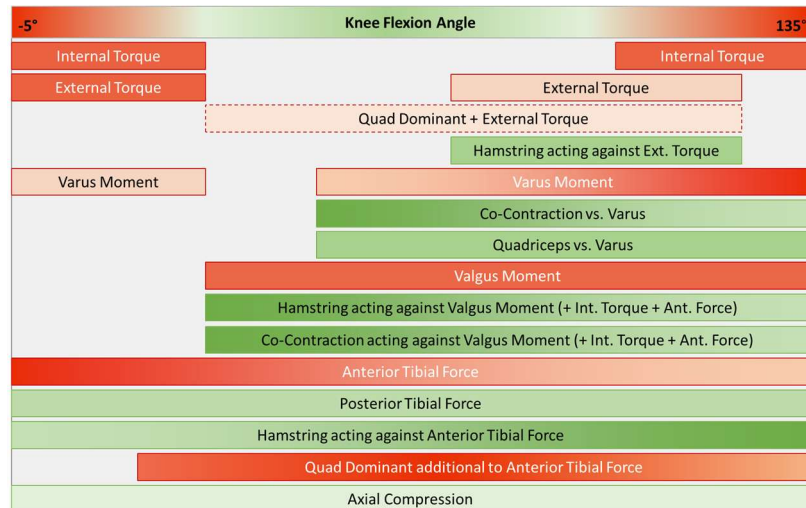 -5° Knee Flexion Angle 135°
Internal Torque Internal Torque
External Torque External Torque
Quad Dominant + External Torque
Hamstring acting against Ext. Torque
Varus Moment Varus Moment
Co-Contraction vs. Varus
Quadriceps vs. Varus
Valgus Moment
Hamstring acting against Valgus Moment (+ Int. Torque + Ant. Force)
Co-Contraction acting against Valgus Moment (+ Int. Torque + Ant. Force)
Anterior Tibial Force
Posterior Tibial Force
Hamstring acting against Anterior Tibial Force
Quad Dominant additional to Anterior Tibial Force
Axial Compression